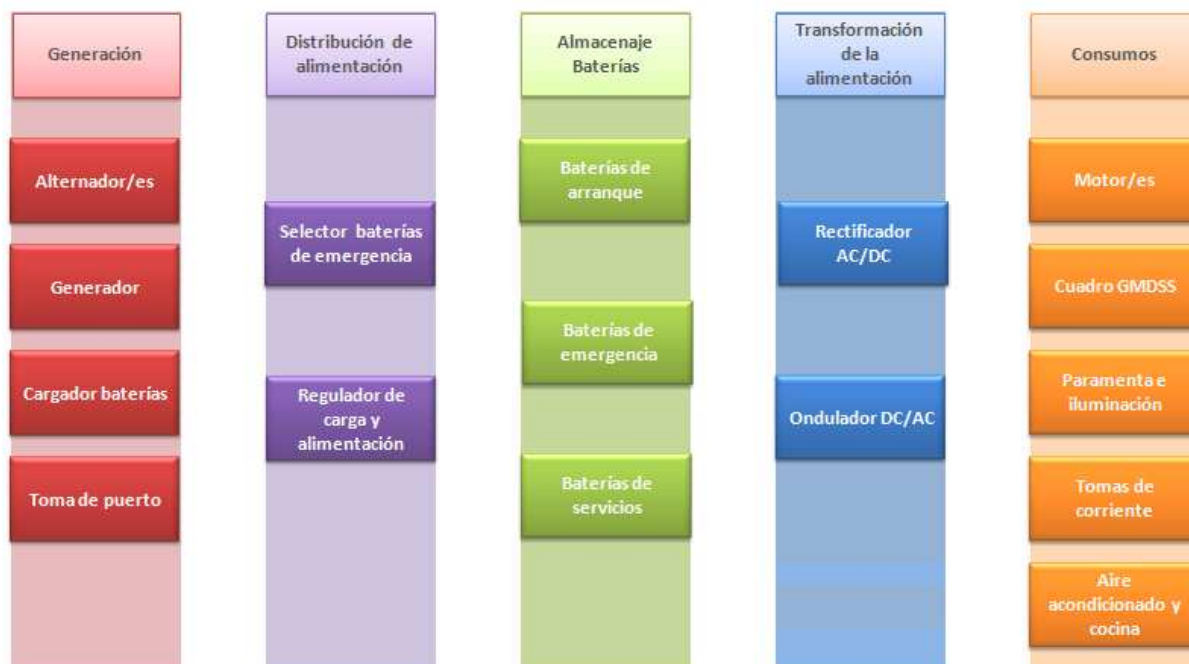 Generación
Alternador/es
Generador
Cargador baterías
Toma de puerto
Distribución de
alimentación
Selector baterías
de emergencia
Regulador de
carga y
alimentación
Almacenaje
Baterías
Baterías de
arranque
Baterías de
emergencia
Baterías de
servicios
Transformación
de la
alimentación
Rectificador
AC/DC
Ondulador DC/AC
Consumos
Motor/es
Cuadro GMDSS
Paramenta e
iluminación
Tomas de
corriente
Aire
acondicionado y
cocina